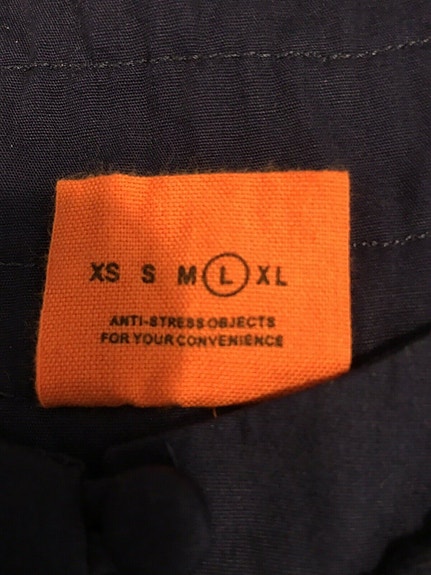 XS S M L XL
ANTI-STRESS OBJECTS
FOR YOUR CONVENIENCE